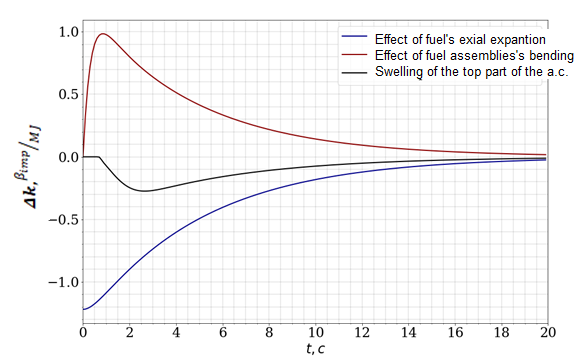 Effect of fuel's exial expantion
Effect of fuel assemblies's bending
Swelling of the top part of the a.c.
1.0
0.5
0.0
−0.5
−1.0
Δk, βimp/MJ
0 2 4 6 8 10 12 14 16 18 20
t, c